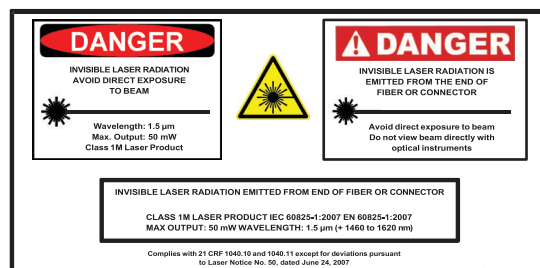 DANGER
INVISIBLE LASER RADIATION
AVOID DIRECT EXPOSURE
TO BEAM
Wavelength: 1.5 µm
Max. Output: 50 mW
Class 1M Laser Product
DANGER
INVISIBLE LASER RADIATION IS
EMITTED FROM THE END OF
FIBER OR CONNECTOR
Avoid direct exposure to beam
Do not view beam directly with
optical instruments
INVISIBLE LASER RADIATION EMITTED FROM END OF FIBER OR CONNECTOR
CLASS 1M LASER PRODUCT IEC 60825-1:2007 EN 60825-1:2007
MAX OUTPUT: 50 mW WAVELENGTH: 1.5 µm (+ 1460 to 1620 nm)
Complies with 21 CRF 1040.10 and 1040.11 except for deviations pursuant
to Laser Notice No. 50, dated June 24, 2007